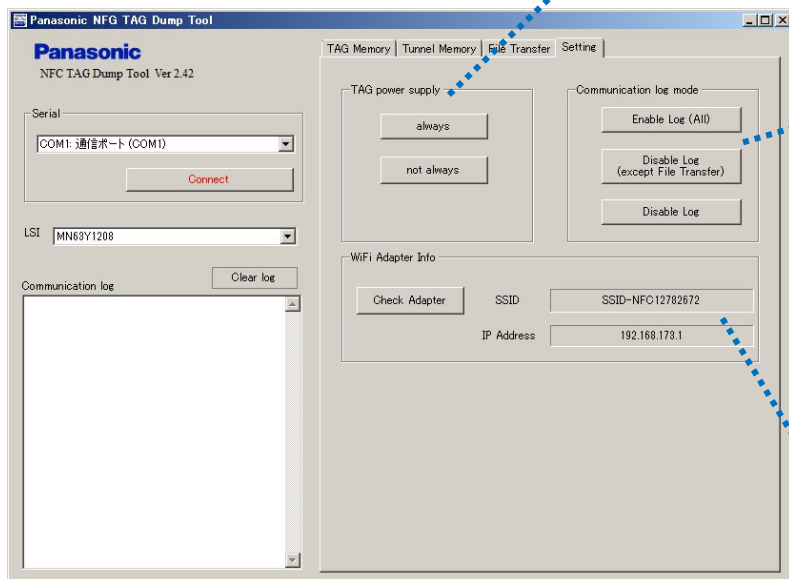 Panasonic NFG TAG Dump Tool
Panasonic
NFC TAG Dump Tool Ver 2.42
Serial
COM1: 通信ポート (COM1)
Connect
LSI
MN63Y1208
Communication log
Clear log
TAG Memory
Tunnel Memory
File Transfer
Setting
TAG power supply
always
not always
Communication log mode
Enable Log (All)
Disable Log
(except File Transfer)
Disable Log
WiFi Adapter Info
Check Adapter
SSID
SSID-NFC12782672
IP Address
192.168.173.1